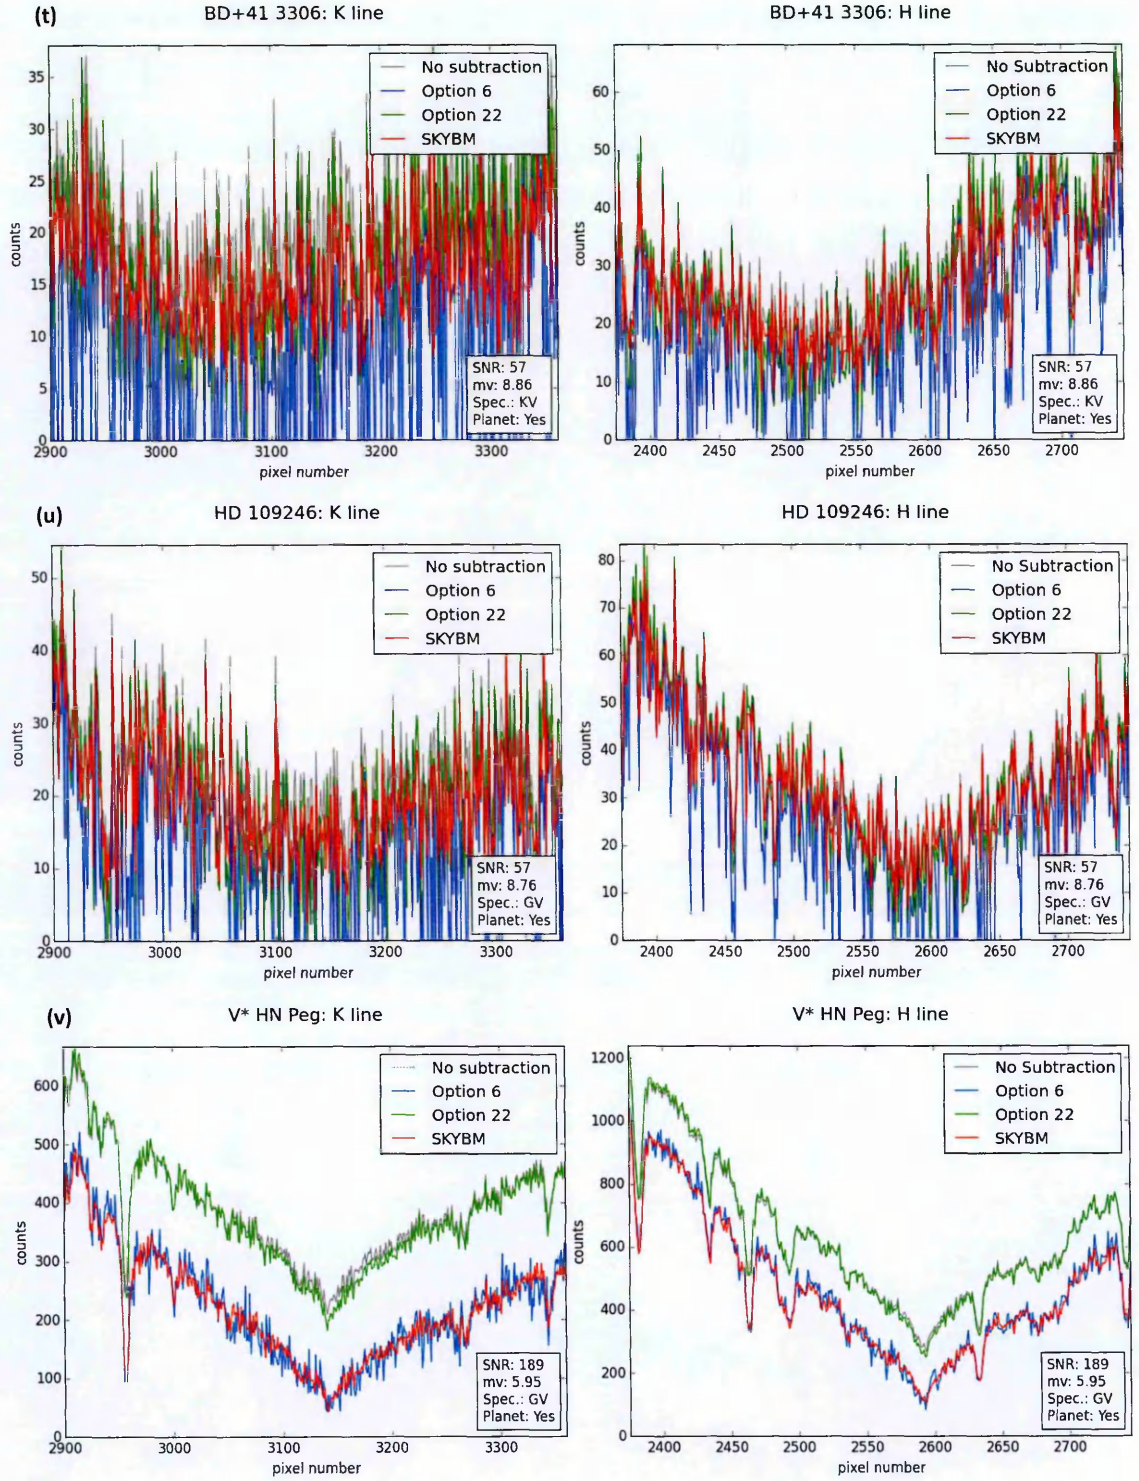 (t)
BD+41 3306: K line
No subtraction
Option 6
Option 22
SKYBM
35
30
25
20
15
10
5
0
counts
SNR: 57
mv: 8.86
Spec.: KV
Planet: Yes
2900 3000 3100 3200 3300
pixel number
BD+41 3306: H line
No Subtraction
Option 6
Option 22
SKYBM
60
50
40
30
20
10
0
counts
SNR: 57
mv: 8.86
Spec.: KV
Planet: Yes
2400 2450 2500 2550 2600 2650 2700
pixel number
(u)
HD 109246: K line
No subtraction
Option 6
Option 22
SKYBM
50
40
30
20
10
0
counts
SNR: 57
mv: 8.76
Spec.: GV
Planet: Yes
2900 3000 3100 3200 3300
pixel number
HD 109246: H line
No Subtraction
Option 6
Option 22
SKYBM
80
70
60
50
40
30
20
10
0
counts
SNR: 57
mv: 8.76
Spec.: GV
Planet: Yes
2400 2450 2500 2550 2600 2650 2700
pixel number
(v)
V* HN Peg: K line
No subtraction
Option 6
Option 22
SKYBM
600
500
400
300
200
100
0
counts
SNR: 189
mv: 5.95
Spec.: GV
Planet: Yes
2900 3000 3100 3200 3300
pixel number
V* HN Peg: H line
No Subtraction
Option 6
Option 22
SKYBM
1200
1000
800
600
400
200
0
counts
SNR: 189
mv: 5.95
Spec.: GV
Planet: Yes
2400 2450 2500 2550 2600 2650 2700
pixel number